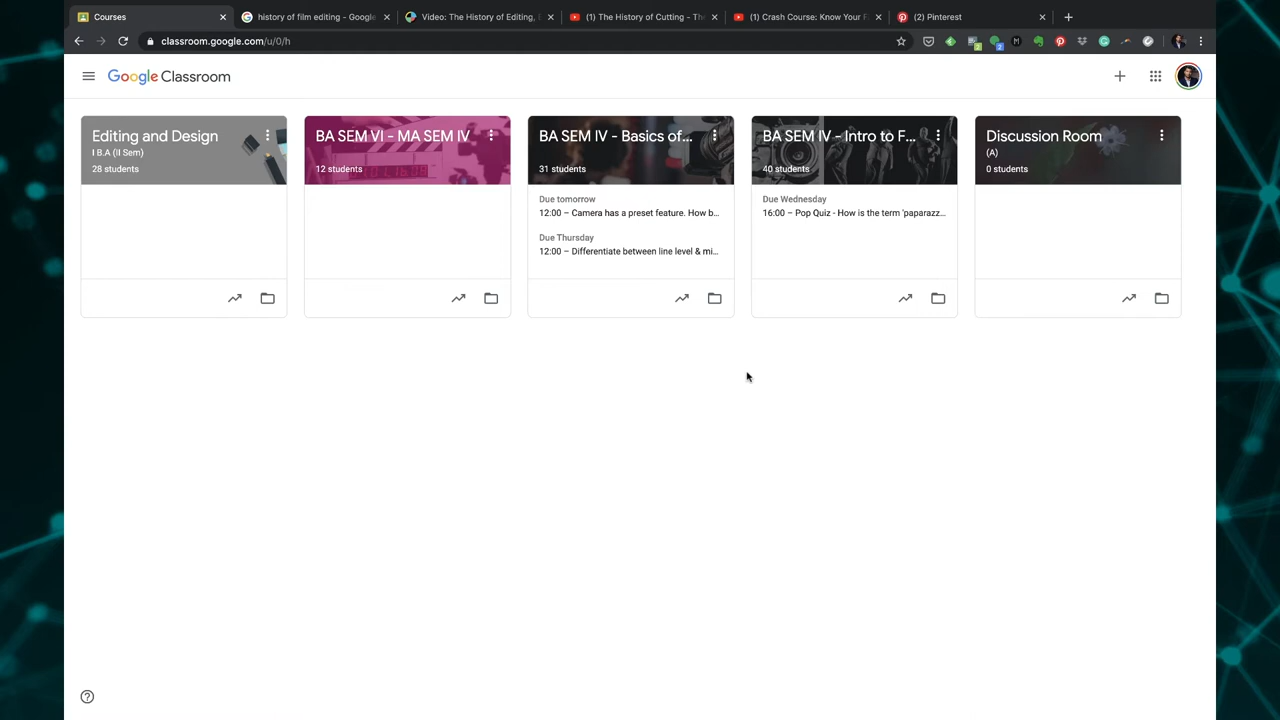 Courses
history of film editing - Google
Video: The History of Editing,
(1) The History of Cutting - The
(1) Crash Course: Know Your F
(2) Pinterest
classroom.google.com/u/0/h
2
2
M
Google Classroom
Editing and Design
I B.A (II Sem)
28 students
BA SEM VI - MA SEM IV
12 students
BA SEM IV - Basics of...
31 students
Due tomorrow
12:00 – Camera has a preset feature. How b...
Due Thursday
12:00 – Differentiate between line level & mi...
BA SEM IV - Intro to F...
40 students
Due Wednesday
16:00 – Pop Quiz - How is the term 'paparazz...
Discussion Room
(A)
0 students